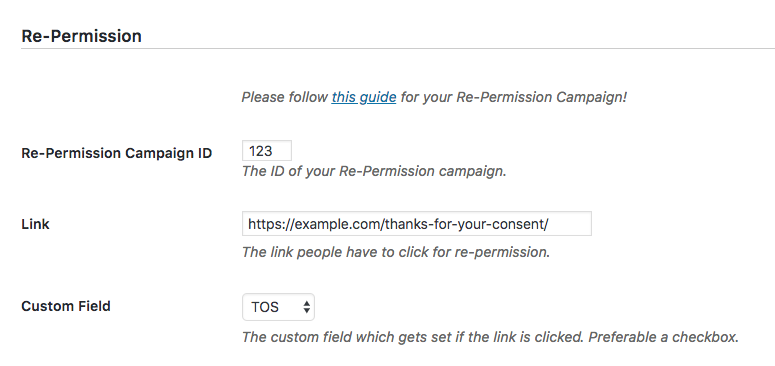 Re-Permission
Please follow this guide for your Re-Permission Campaign!
Re-Permission Campaign ID
123
The ID of your Re-Permission campaign.
Link
https://example.com/thanks-for-your-consent/
The link people have to click for re-permission.
Custom Field
TOS
The custom field which gets set if the link is clicked. Preferable a checkbox.